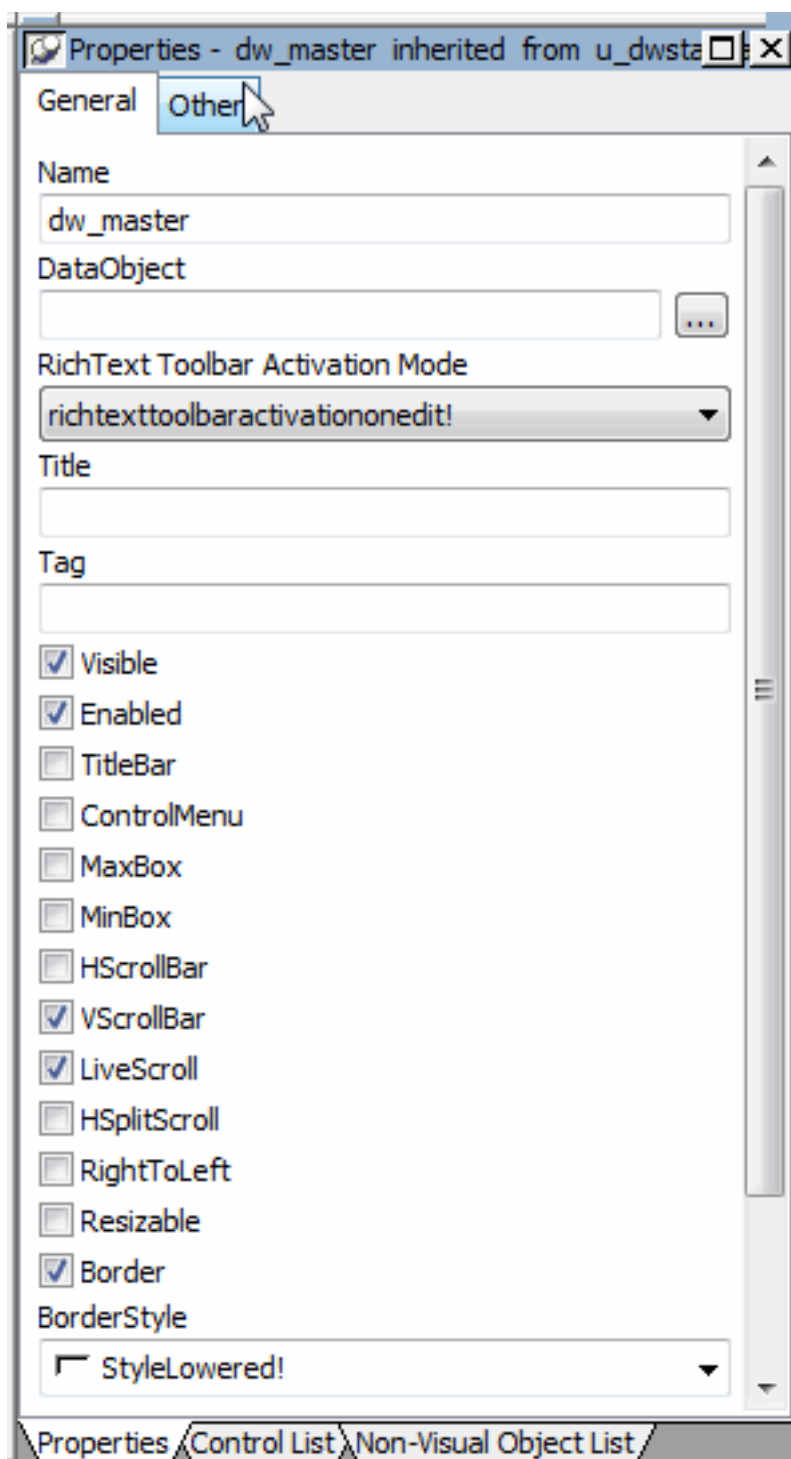 Properties - dw_master inherited from u_dwsta
General Other
Name
dw_master
DataObject
...
RichText Toolbar Activation Mode
richtexttoolbaractivationonedit!
Title
Tag
Visible
Enabled
TitleBar
ControlMenu
MaxBox
MinBox
HScrollBar
VScrollBar
LiveScroll
HSplitScroll
RightToLeft
Resizable
Border
BorderStyle
StyleLowered!
Properties Control List Non-Visual Object List